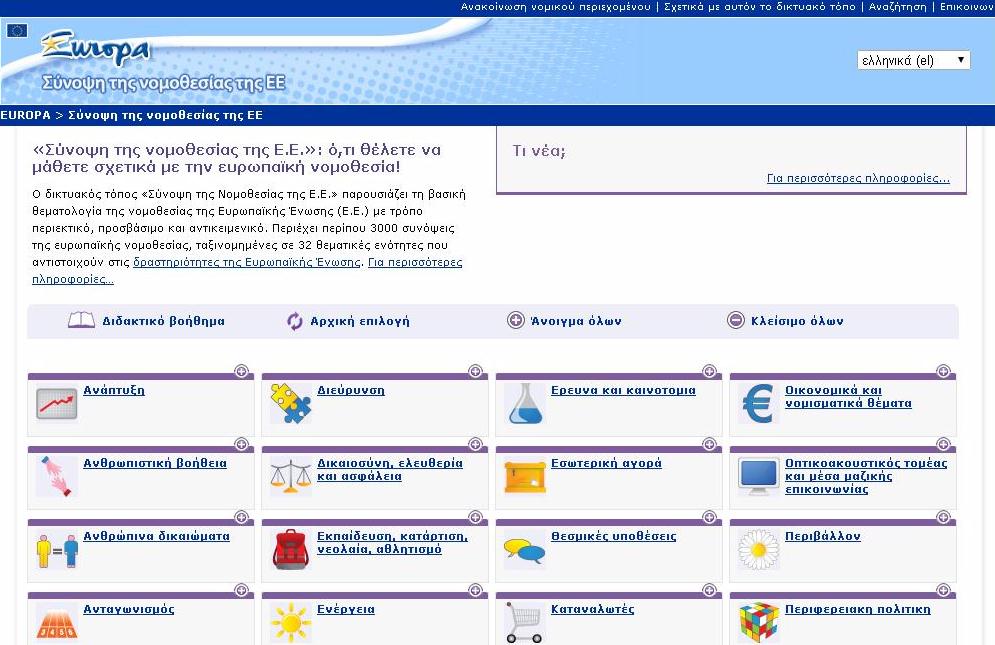 Ανακοίνωση νομικού περιεχομένου | Σχετικά με αυτόν το δικτυακό τόπο | Αναζήτηση | Επικοινων
Ευρωρα
Σύνοψη της νομοθεσίας της ΕΕ
ελληνικά (el)
EUROPA > Σύνοψη της νομοθεσίας της ΕΕ
«Σύνοψη της νομοθεσίας της Ε.Ε.»: ό,τι θέλετε να
μάθετε σχετικά με την ευρωπαϊκή νομοθεσία!
Ο δικτυακός τόπος «Σύνοψη της Νομοθεσίας της Ε.Ε.» παρουσιάζει τη βασική
θεματολογία της νομοθεσίας της Ευρωπαϊκής Ένωσης (Ε.Ε.) με τρόπο
περιεκτικό, προσβάσιμο και αντικειμενικό. Περιέχει περίπου 3000 συνόψεις
της ευρωπαϊκής νομοθεσίας, ταξινομημένες σε 32 θεματικές ενότητες που
αντιστοιχούν στις δραστηριότητες της Ευρωπαϊκής Ένωσης. Για περισσότερες
πληροφορίες...
Τι νέα;
Για περισσότερες πληροφορίες...
Διδακτικό βοήθημα
Αρχική επιλογή
Άνοιγμα όλων
Κλείσιμο όλων
Ανάπτυξη
Διεύρυνση
Ερευνα και καινοτομια
Οικονομικά και
νομισματικά θέματα
Ανθρωπιστική βοήθεια
Δικαιοσύνη, ελευθερία
και ασφάλεια
Εσωτερική αγορά
Οπτικοακουστικός τομέας
και μέσα μαζικής
επικοινωνίας
Ανθρώπινα δικαιώματα
Εκπαίδευση, κατάρτιση,
νεολαία, αθλητισμό
Θεσμικές υποθέσεις
Περιβάλλον
Ανταγωνισμός
Ενέργεια
Καταναλωτές
Περιφερειακη πολιτικη